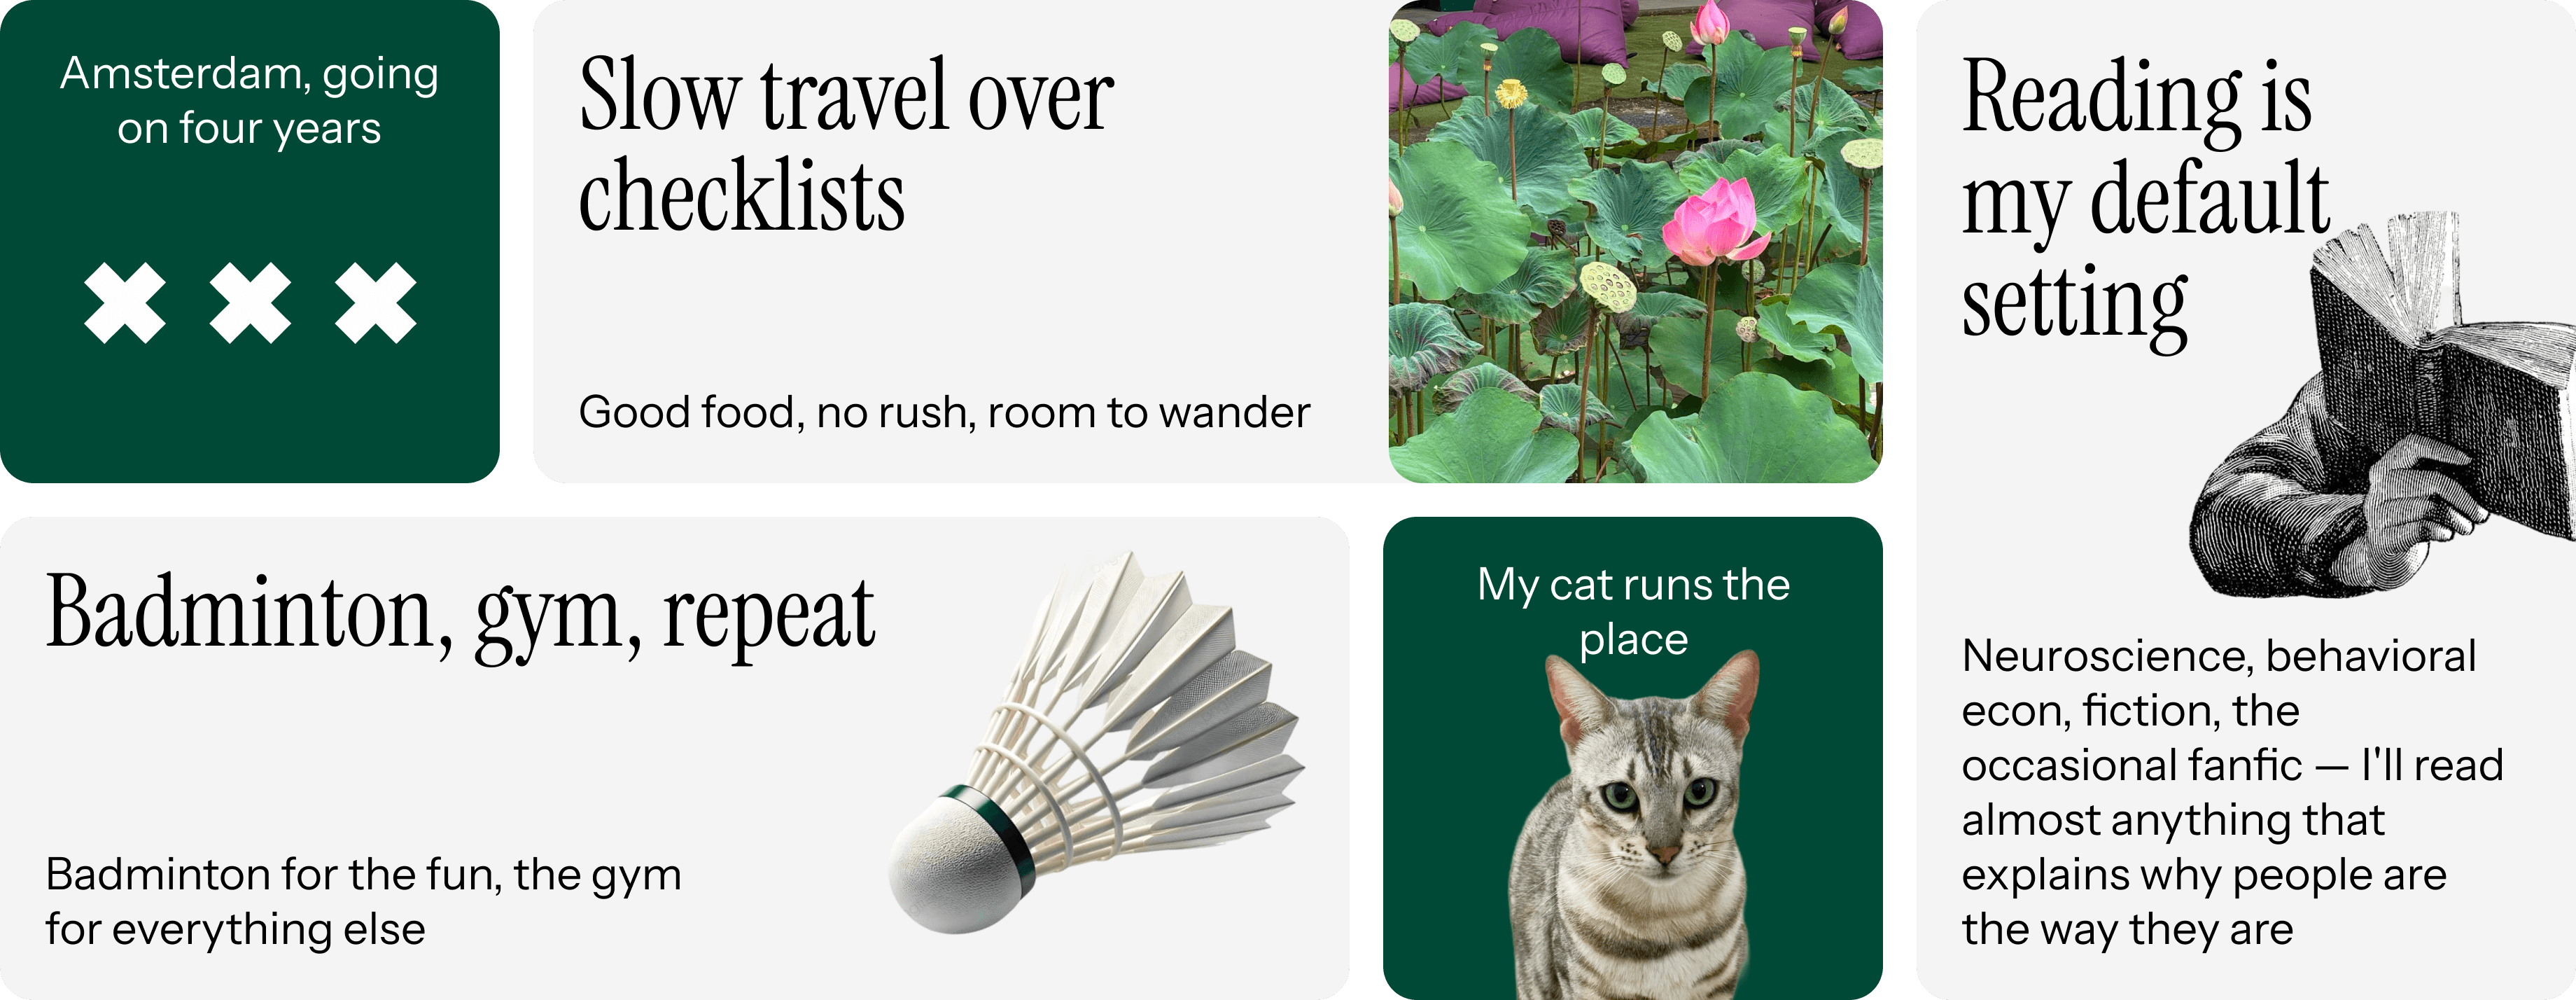 Amsterdam, going
on four years
Slow travel over
checklists
Good food, no rush, room to wander
Reading is
my default
setting
Neuroscience, behavioral
econ, fiction, the
occasional fanfic — I'll read
almost anything that
explains why people are
the way they are
Badminton, gym, repeat
Badminton for the fun, the gym
for everything else
My cat runs the
place